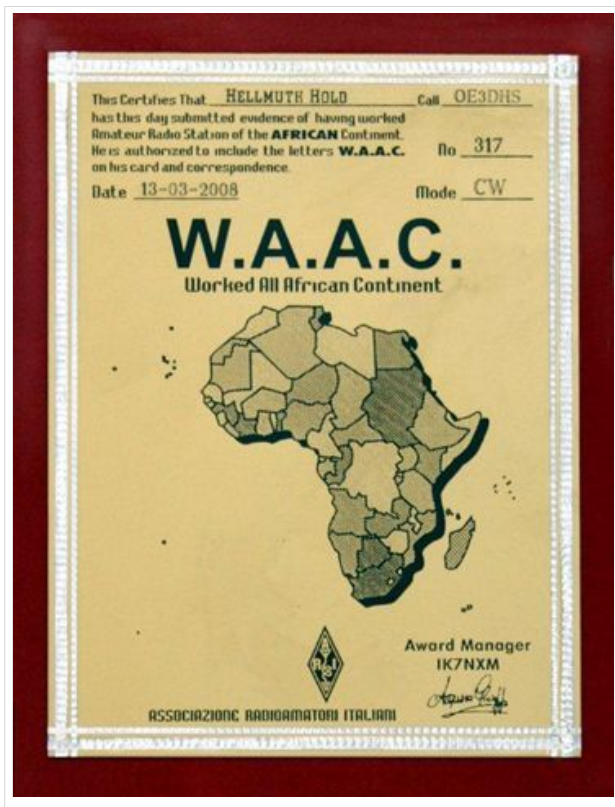 This Certifies That HELLMUTH HOLD Call OE3DHS
has this day submitted evidence of having worked
Amateur Radio Station of the AFRICAN Continent.
He is authorized to include the letters W.A.A.C. No 317
on his card and correspondence.
Date 13-03-2008 Mode CW
W.A.A.C.
Worked All African Continent
A
R I
Award Manager
IK7NXM
ASSOCIAZIONE RADIOAMATORI ITALIANI